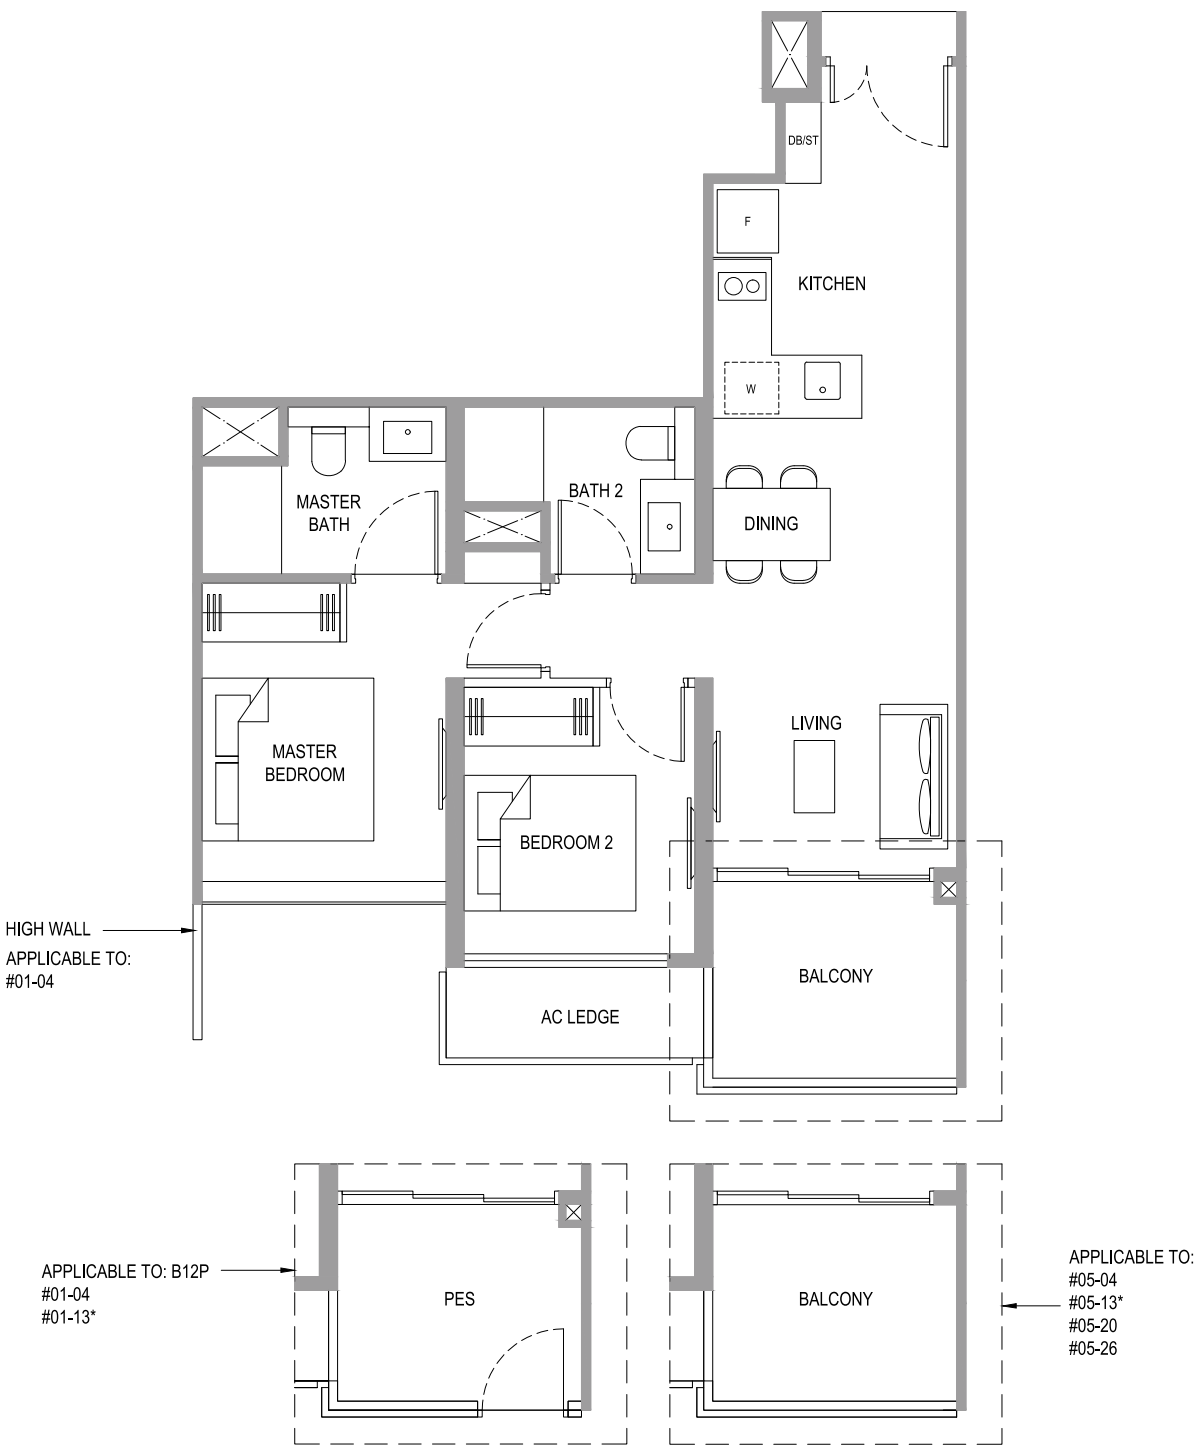 DB/ST
F
KITCHEN
W
MASTER
BATH
BATH 2
DINING
LIVING
MASTER
BEDROOM
BEDROOM 2
HIGH WALL
APPLICABLE TO:
#01-04
BALCONY
AC LEDGE
APPLICABLE TO: B12P
#01-04
#01-13*
PES
BALCONY
APPLICABLE TO:
#05-04
#05-13*
#05-20
#05-26